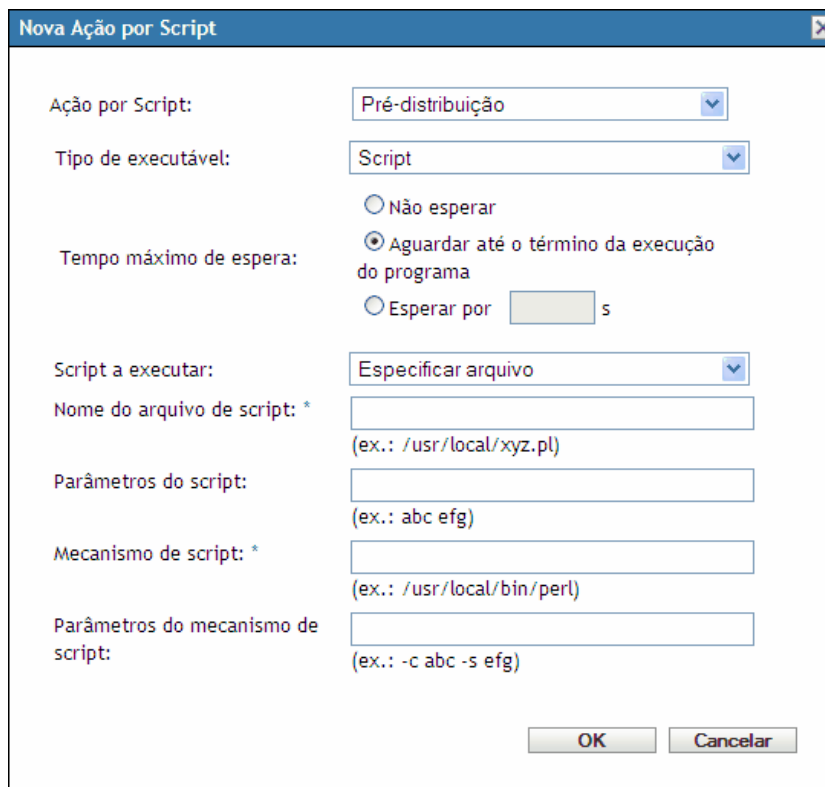 Nova Ação por Script
Ação por Script: Pré-distribuição
Tipo de executável: Script
Não esperar
Tempo máximo de espera: Aguardar até o término da execução
do programa
Esperar por s
Script a executar: Especificar arquivo
Nome do arquivo de script: *
(ex.: /usr/local/xyz.pl)
Parâmetros do script:
(ex.: abc efg)
Mecanismo de script: *
(ex.: /usr/local/bin/perl)
Parâmetros do mecanismo de
script:
(ex.: -c abc -s efg)
OK Cancelar